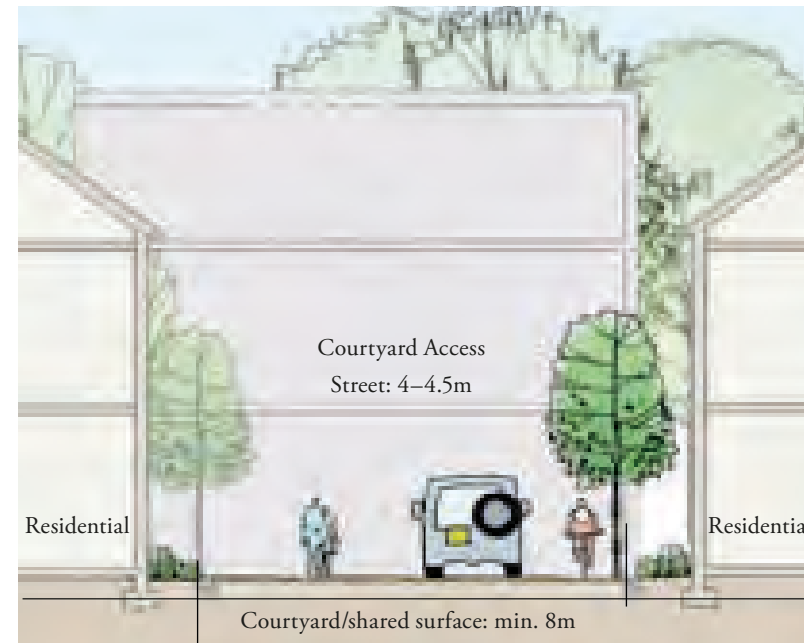 Courtyard Access
Street: 4–4.5m
Residential
Residentia
Courtyard/shared surface: min. 8m